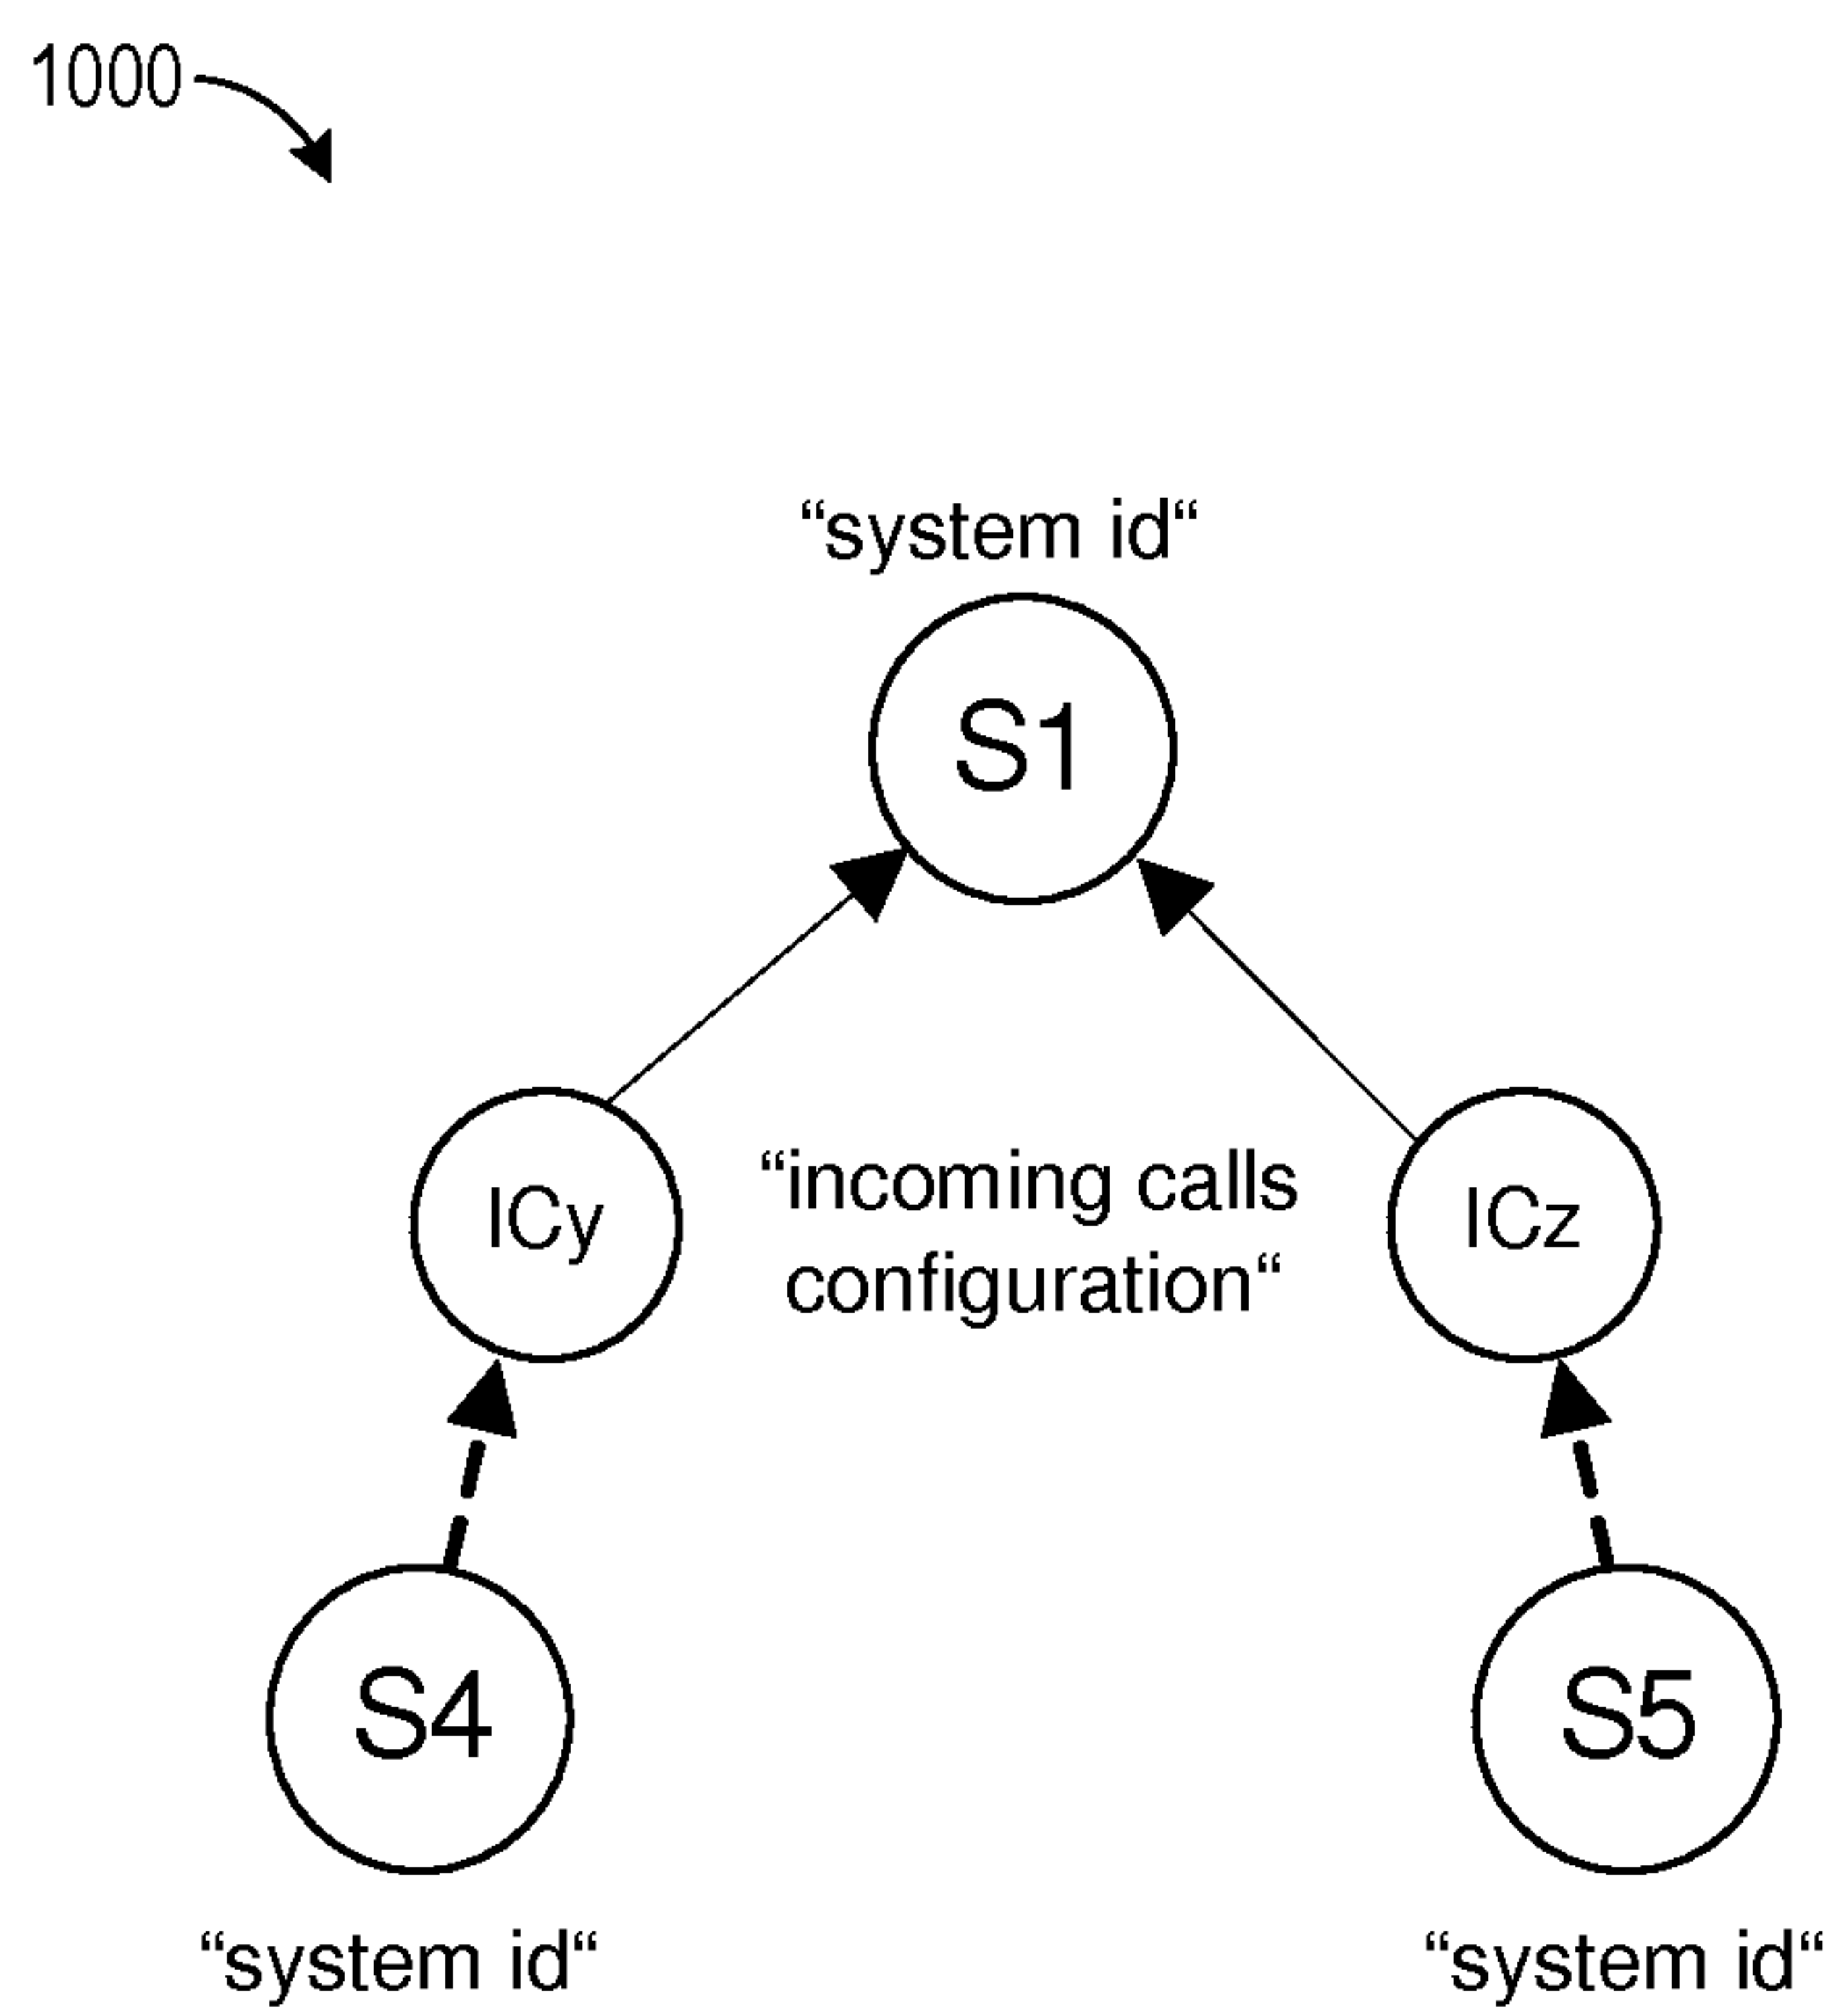 1000
“system id“
S1
ICy
“incoming calls
configuration“
ICz
S4
S5
“system id“
“system id“